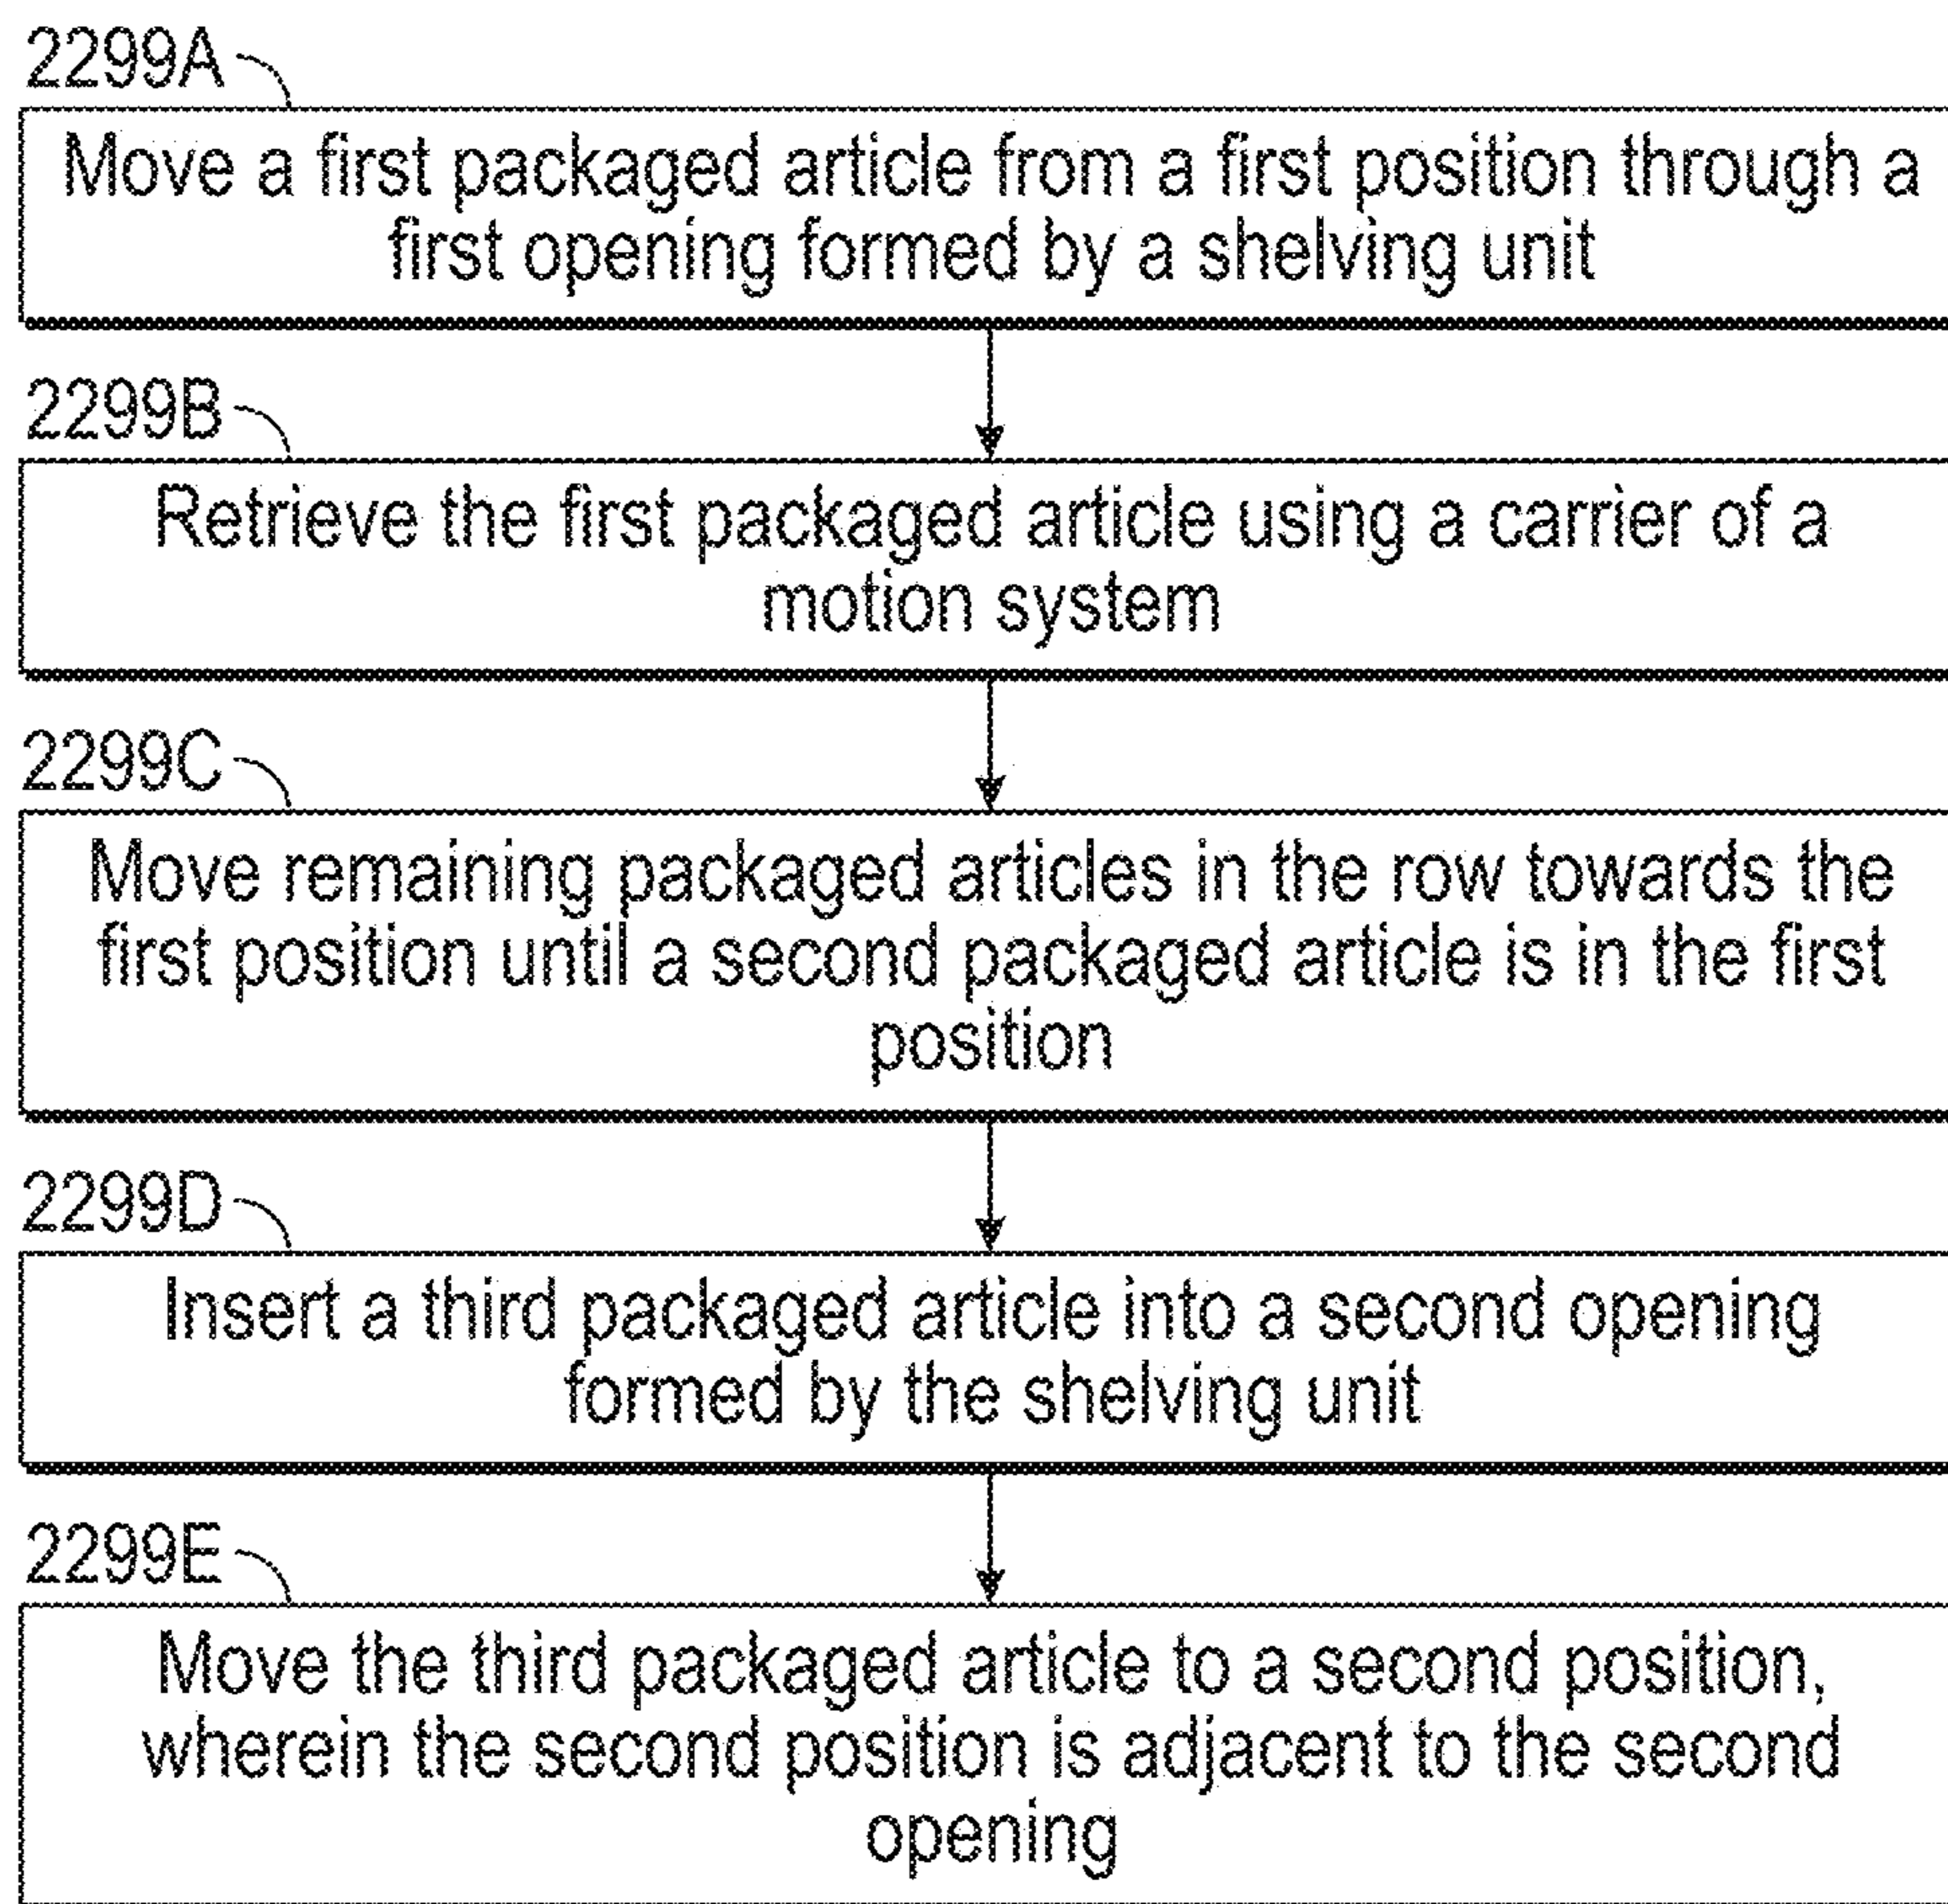 2299A
Move a first packaged article from a first position through a
first opening formed by a shelving unit
2299B
Retrieve the first packaged article using a carrier of a
motion system
2299C
Move remaining packaged articles in the row towards the
first position until a second packaged article is in the first
position
2299D
Insert a third packaged article into a second opening
formed by the shelving unit
2299E
Move the third packaged article to a second position,
wherein the second position is adjacent to the second
opening